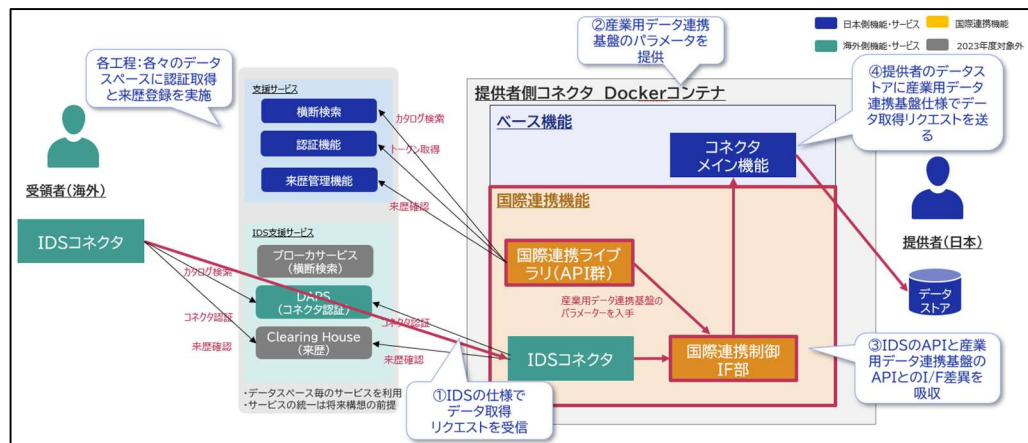 日本側機能・サービス
国際連携機能
海外側機能・サービス
2023年度対象外
各工程：各々のデータ
スペースに認証取得
と来歴登録を実施
受領者（海外）
IDSコネクタ
支援サービス
横断検索
認証機能
来歴管理機能
IDS支援サービス
ブローカサービス
（横断検索）
DAPS
（コネクタ認証）
Clearing House
（来歴）
・データスペース毎のサービスを利用
・サービスの統一は将来構想の前提
カタログ検索
トークン取得
来歴確認
カタログ検索
コネクタ認証
来歴確認
コネクタ認証
来歴確認
①IDSの仕様で
データ取得
リクエストを受信
②産業用データ連携
基盤のパラメータを
提供
提供者側コネクタ Dockerコンテナ
ベース機能
コネクタ
メイン機能
国際連携機能
国際連携ライブ
ラリ（API群）
産業用データ連携基盤の
パラメーターを入手
IDSコネクタ
国際連携制御
IF部
④提供者のデータス
トアに産業用データ
連携基盤仕様でデー
タ取得リクエストを送
る
提供者（日本）
データ
ストア
③IDSのAPIと産業
用データ連携基盤の
APIとのI/F差異を
吸収